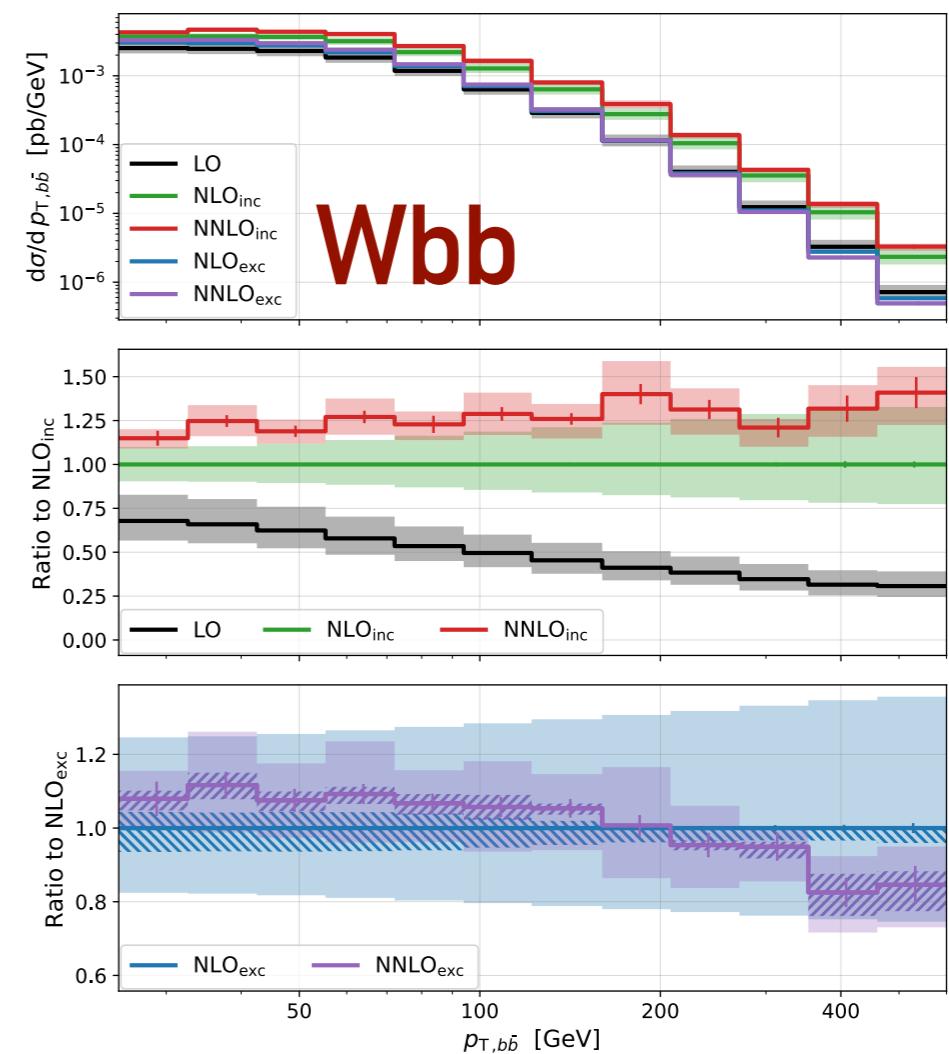 dσ/d p_T,bb̄ [pb/GeV]
10⁻³
10⁻⁴
10⁻⁵
10⁻⁶
LO
NLO_inc
NNLO_inc
NLO_exc
NNLO_exc
Wbb
Ratio to NLO_inc
1.50
1.25
1.00
0.75
0.50
0.25
0.00
LO NLO_inc NNLO_inc
Ratio to NLO_exc
1.2
1.0
0.8
0.6
NLO_exc NNLO_exc
50 100 200 400
p_T,bb̄ [GeV]